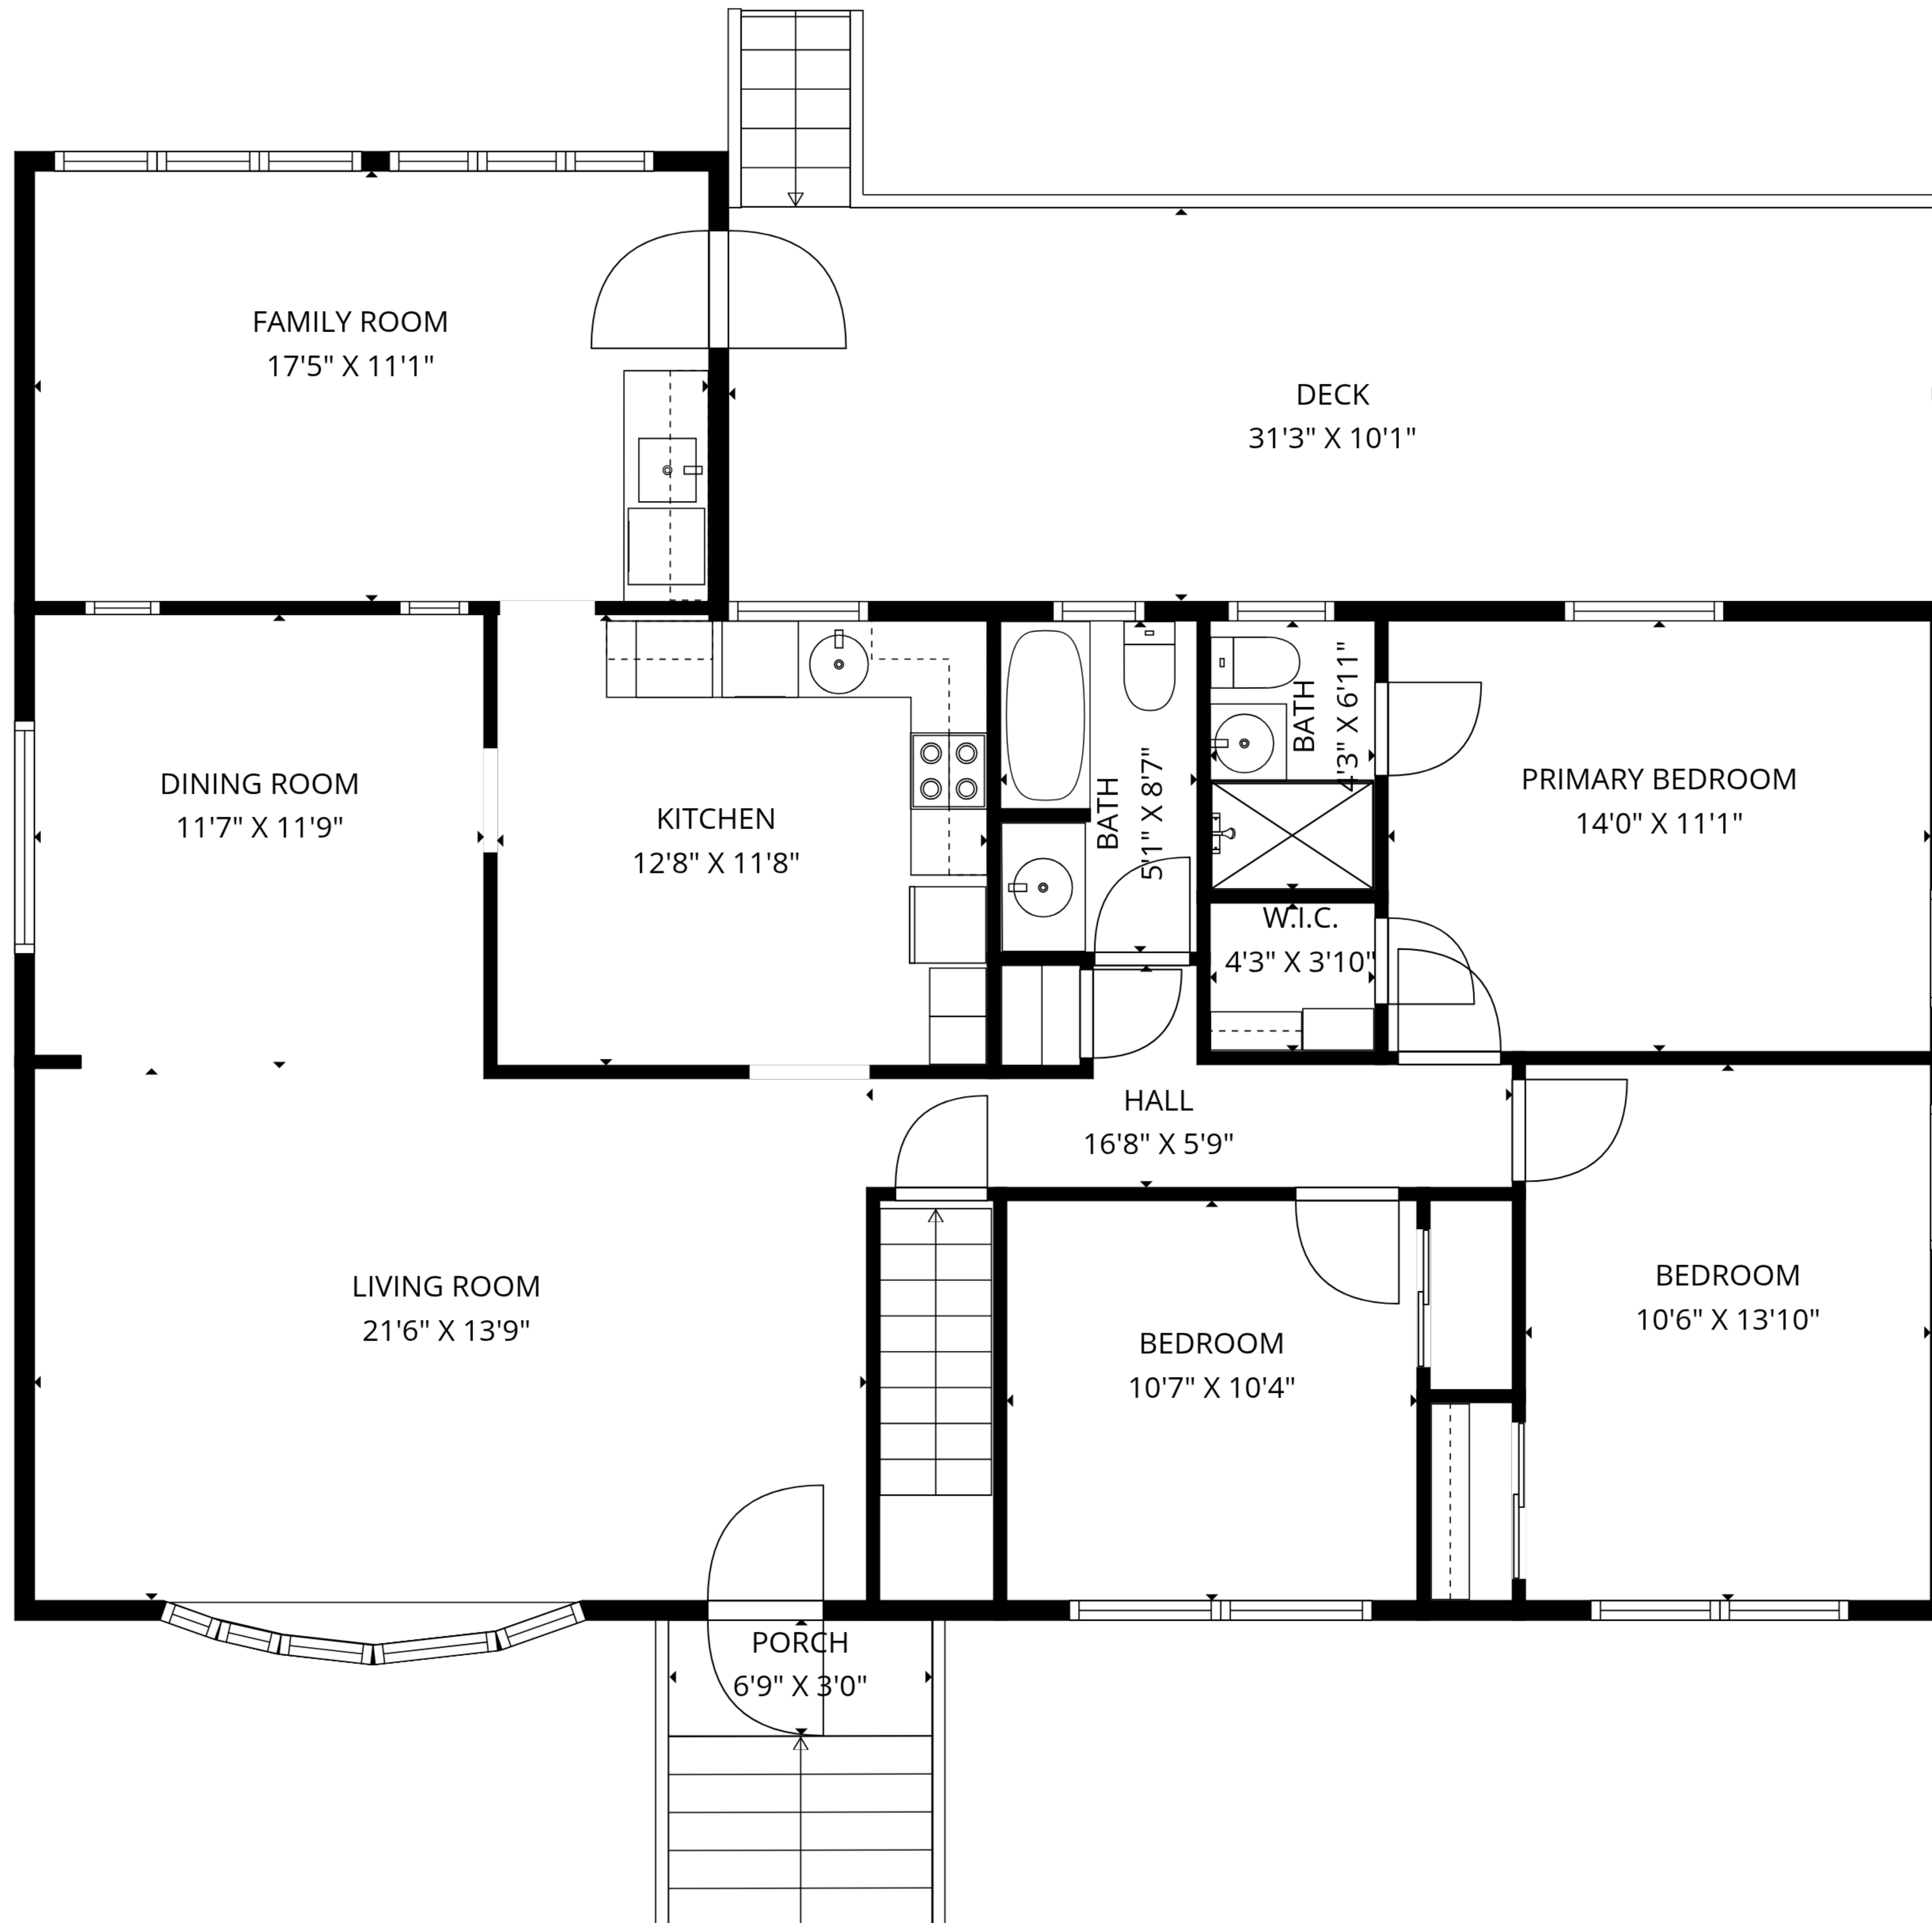 FAMILY ROOM
17'5" X 11'1"
DECK
31'3" X 10'1"
DINING ROOM
11'7" X 11'9"
KITCHEN
12'8" X 11'8"
BATH
5'1" X 8'7"
BATH
4'3" X 6'11"
PRIMARY BEDROOM
14'0" X 11'1"
W.I.C.
4'3" X 3'10"
HALL
16'8" X 5'9"
LIVING ROOM
21'6" X 13'9"
BEDROOM
10'7" X 10'4"
BEDROOM
10'6" X 13'10"
PORCH
6'9" X 3'0"